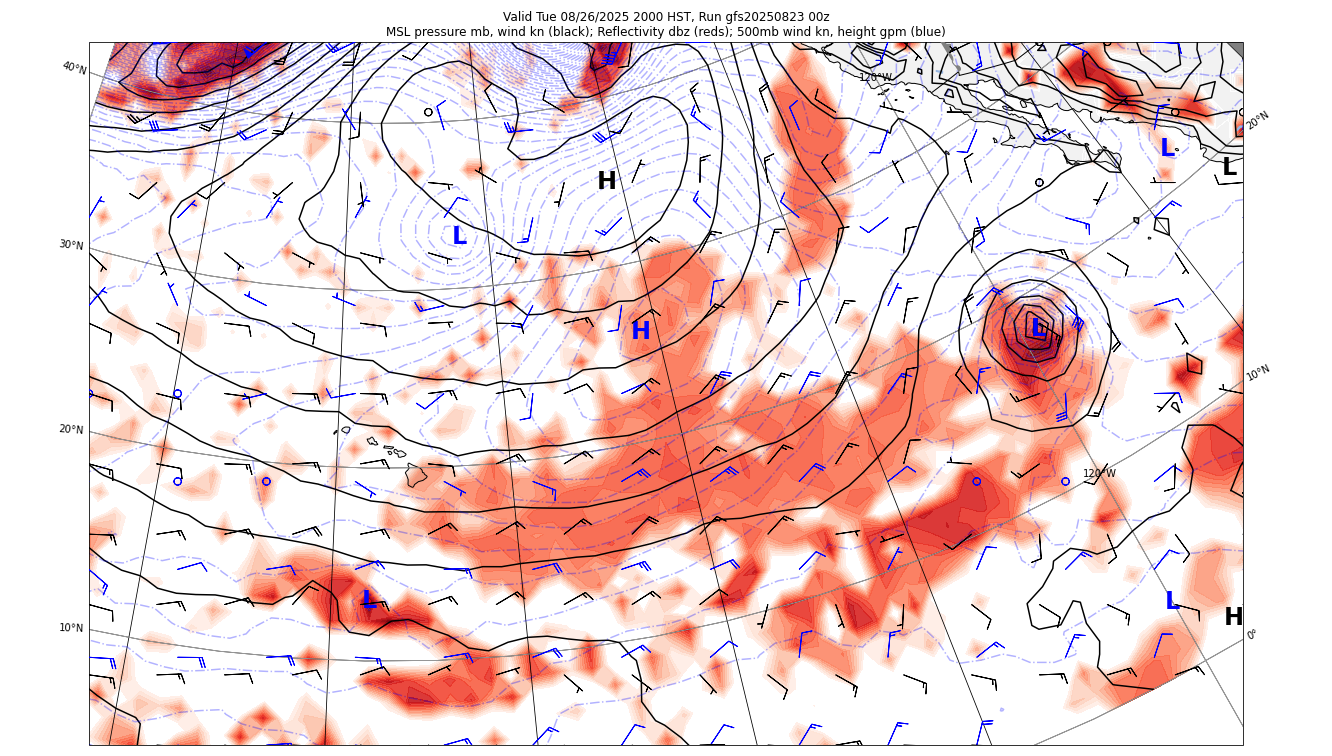 Valid Tue 08/26/2025 2000 HST, Run gfs20250823 00z
MSL pressure mb, wind kn (black); Reflectivity dbz (reds); 500mb wind kn, height gpm (blue)
L
40°N
120°W
20°N
L
L
H
L
30°N
H
L
10°N
20°N
120°W
L
L
H
10°N
0°